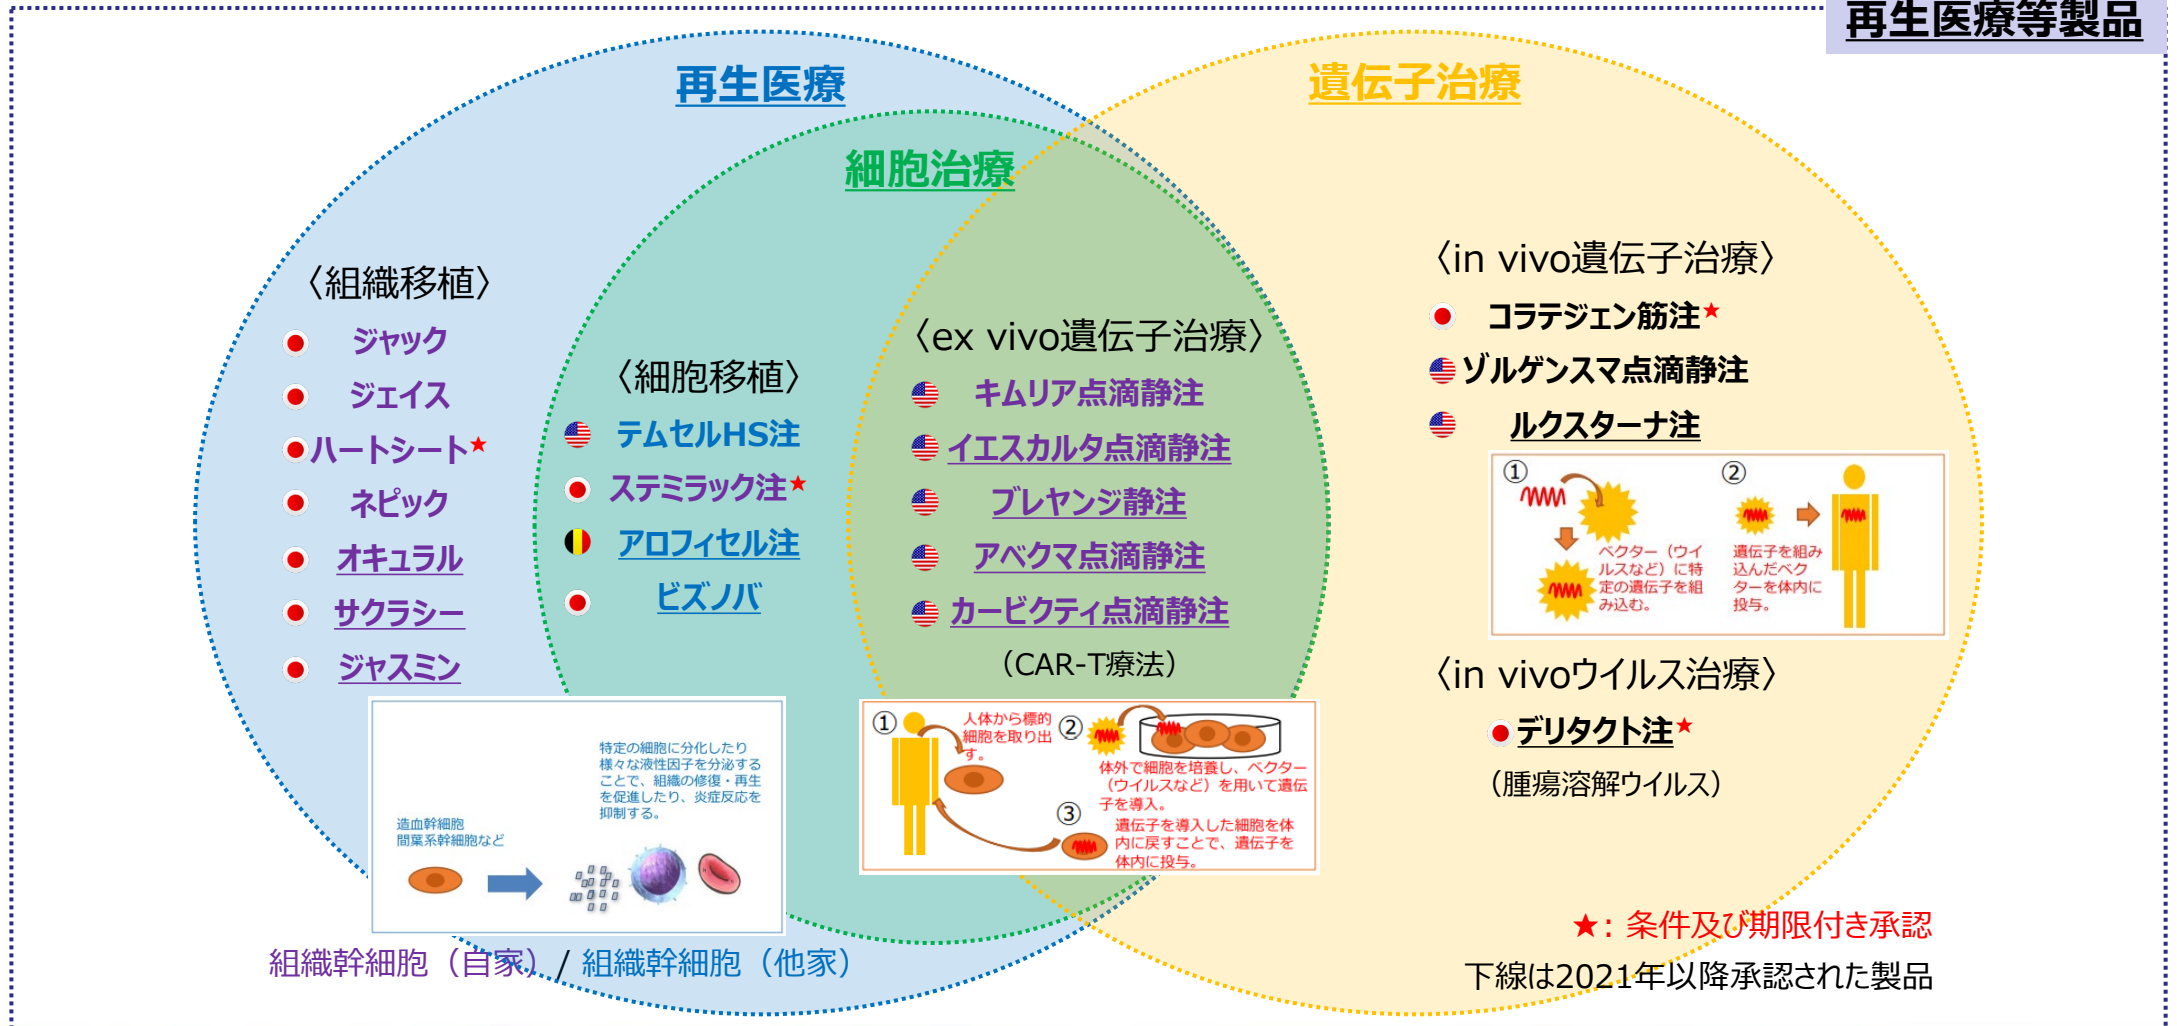 再生医療等製品
再生医療
遺伝子治療
細胞治療
〈組織移植〉
ジャック
ジェイス
ハートシート★
ネピック
オキュラル
サクラシー
ジャスミン
〈細胞移植〉
テムセルHS注
ステミラック注★
アロフィセル注
ビズノバ
〈ex vivo遺伝子治療〉
キムリア点滴静注
イエスカルタ点滴静注
ブレヤンジ静注
アベクマ点滴静注
カービクティ点滴静注
（CAR-T療法）
〈in vivo遺伝子治療〉
コラテジェン筋注★
ゾルゲンスマ点滴静注
ルクスターナ注
①
ベクター（ウイ
ルスなど）に特
定の遺伝子を組
み込む。
②
遺伝子を組み
込んだベク
ターを体内に
投与。
〈in vivoウイルス治療〉
デリタクト注★
（腫瘍溶解ウイルス）
特定の細胞に分化したり
様々な液性因子を分泌する
ことで、組織の修復・再生
を促進したり、炎症反応を
抑制する。
造血幹細胞
間葉系幹細胞など
①
人体から標的
細胞を取り出
す。
②
体外で細胞を培養し、ベクター
（ウイルスなど）を用いて遺伝
子を導入。
③
遺伝子を導入した細胞を体
内に戻すことで、遺伝子を
体内に投与。
組織幹細胞（自家）/ 組織幹細胞（他家）
★: 条件及び期限付き承認
下線は2021年以降承認された製品